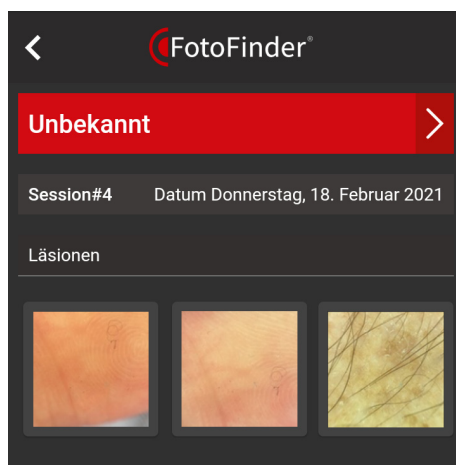 FotoFinder®
Unbekannt
Session#4 Datum Donnerstag, 18. Februar 2021
Läsionen